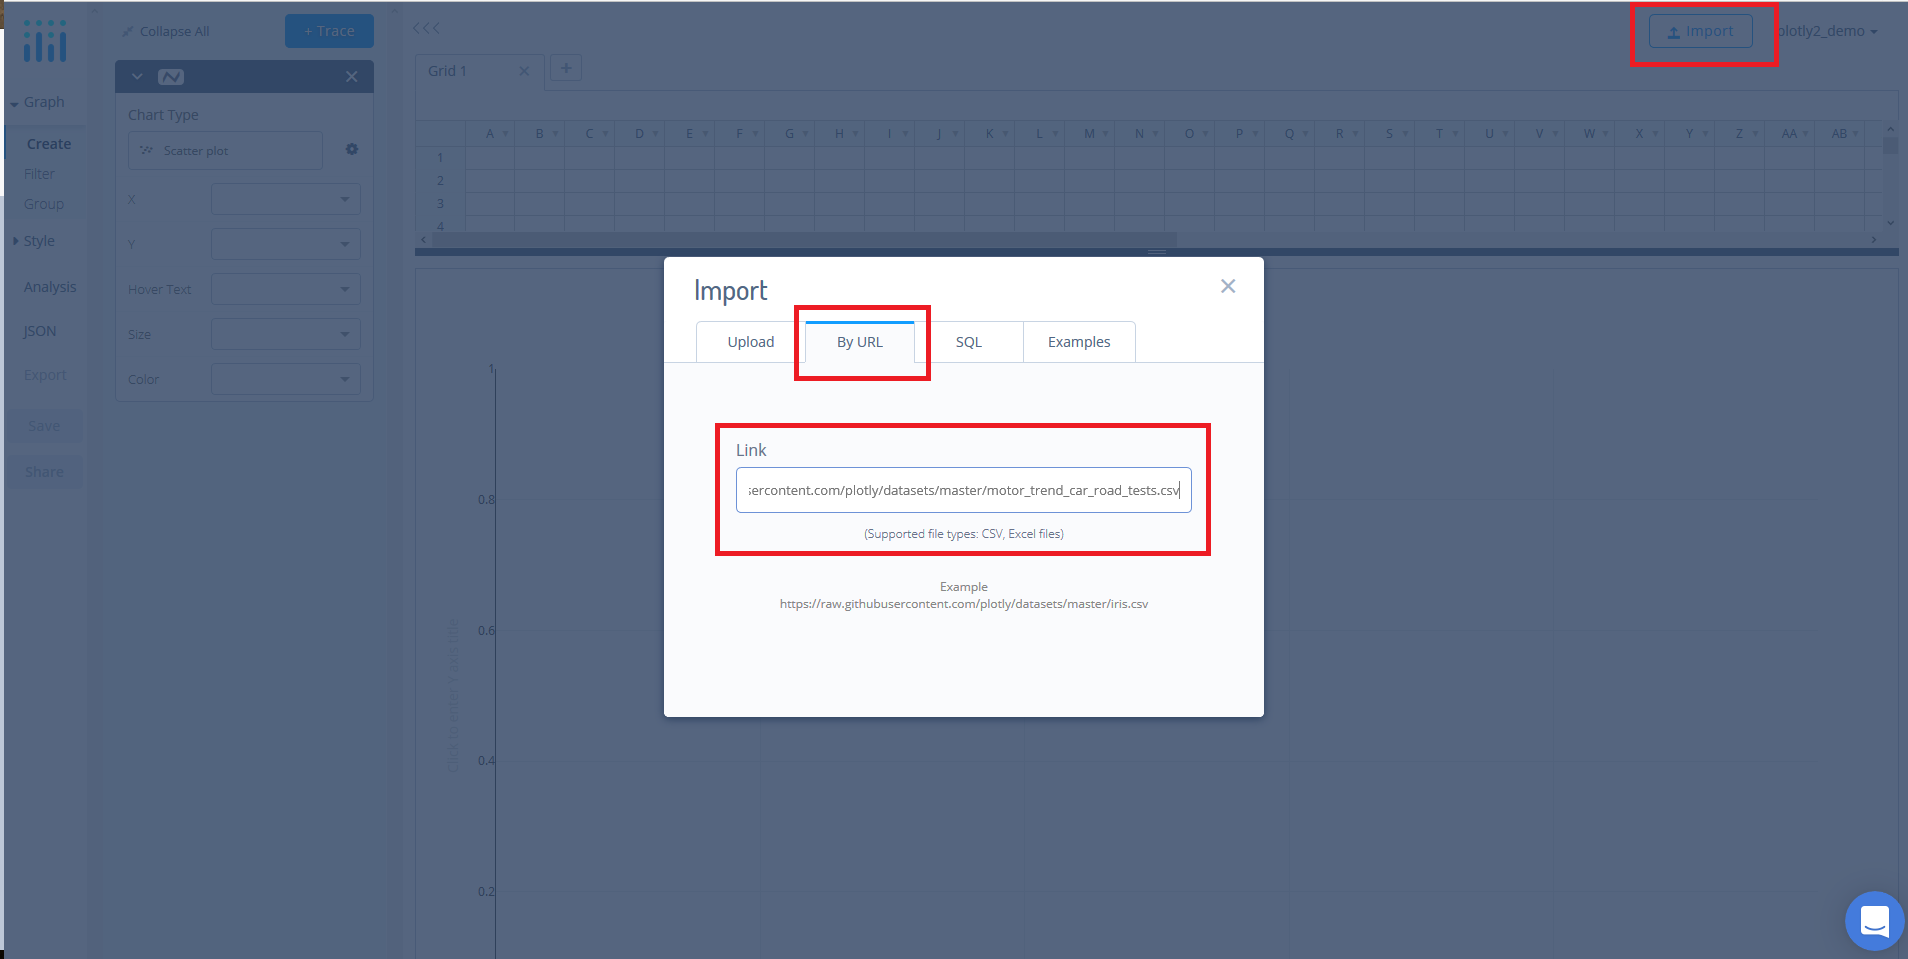 Collapse All
+ Trace
Import
plotly2_demo
Grid 1
+
Graph
Create
Filter
Group
Style
Analysis
JSON
Export
Save
Share
Chart Type
Scatter plot
X
Y
Hover Text
Size
Color
A B C D E F G H I J K L M N O P Q R S T U V W X Y Z AA AB
1
2
3
4
Import
Upload
By URL
SQL
Examples
Link
sercontent.com/plotly/datasets/master/motor_trend_car_road_tests.csv
(Supported file types: CSV, Excel files)
Example
https://raw.githubusercontent.com/plotly/datasets/master/iris.csv
1
0.8
0.6
0.4
0.2
Click to enter Y axis title